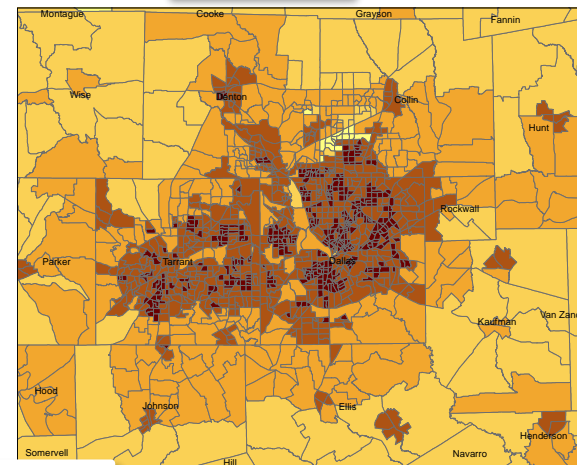 Montague
Cooke
Grayson
Fannin
Wise
Denton
Collin
Hunt
Rockwall
Parker
Tarrant
Dallas
Kaufman
Van Zan
Hood
Johnson
Ellis
Henderson
Somervell
Hill
Navarro